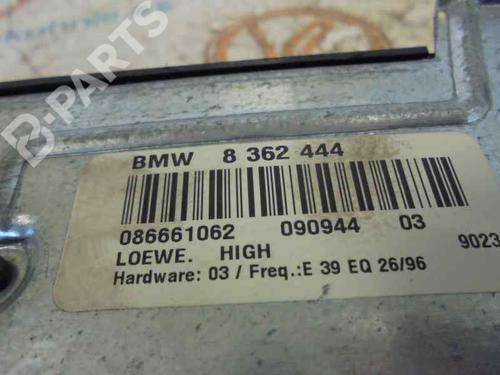 B-PARTS
BMW 8 362 444
086661062 090944 03
LOEWE. HIGH 9023
Hardware: 03 / Freq.:E 39 EQ 26/96